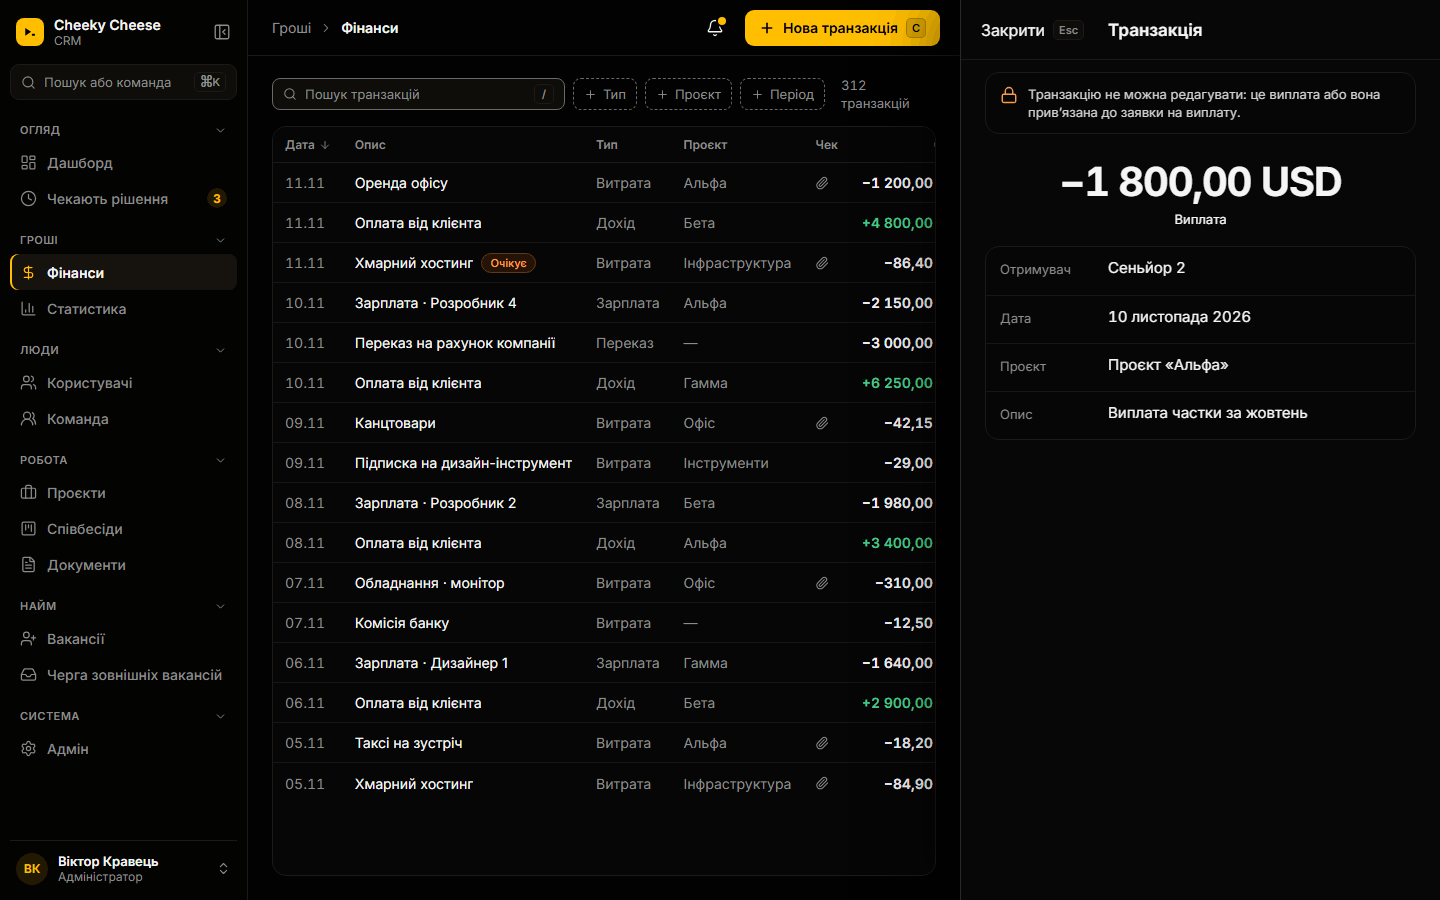 Cheeky Cheese
CRM
Пошук або команда ⌘K
ОГЛЯД
Дашборд
Чекають рішення 3
ГРОШІ
Фінанси
Статистика
ЛЮДИ
Користувачі
Команда
РОБОТА
Проєкти
Співбесіди
Документи
НАЙМ
Вакансії
Черга зовнішніх вакансій
СИСТЕМА
Адмін
ВК
Віктор Кравець
Адміністратор
Гроші Фінанси
Нова транзакція C
Пошук транзакцій /
Тип
Проєкт
Період
312
транзакцій
Дата Опис Тип Проєкт Чек
11.11 Оренда офісу Витрата Альфа −1 200,00
11.11 Оплата від клієнта Дохід Бета +4 800,00
11.11 Хмарний хостинг Очікує Витрата Інфраструктура −86,40
10.11 Зарплата · Розробник 4 Зарплата Альфа −2 150,00
10.11 Переказ на рахунок компанії Переказ — −3 000,00
10.11 Оплата від клієнта Дохід Гамма +6 250,00
09.11 Канцтовари Витрата Офіс −42,15
09.11 Підписка на дизайн-інструмент Витрата Інструменти −29,00
08.11 Зарплата · Розробник 2 Зарплата Бета −1 980,00
08.11 Оплата від клієнта Дохід Альфа +3 400,00
07.11 Обладнання · монітор Витрата Офіс −310,00
07.11 Комісія банку Витрата — −12,50
06.11 Зарплата · Дизайнер 1 Зарплата Гамма −1 640,00
06.11 Оплата від клієнта Дохід Бета +2 900,00
05.11 Таксі на зустріч Витрата Альфа −18,20
05.11 Хмарний хостинг Витрата Інфраструктура −84,90
Закрити Esc Транзакція
Транзакцію не можна редагувати: це виплата або вона
прив’язана до заявки на виплату.
−1 800,00 USD
Виплата
Отримувач Сеньйор 2
Дата 10 листопада 2026
Проєкт Проєкт «Альфа»
Опис Виплата частки за жовтень